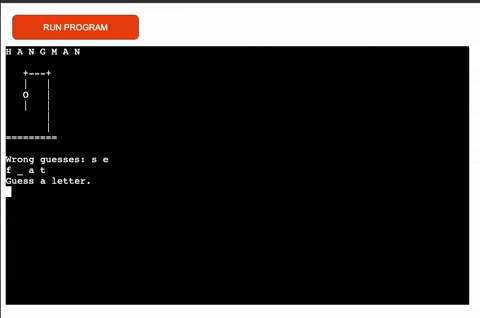 RUN PROGRAM
H A N G M A N
+---+
|   |
O   |
|   |
    |
    |
=========
Wrong guesses: s e
f _ a t
Guess a letter.